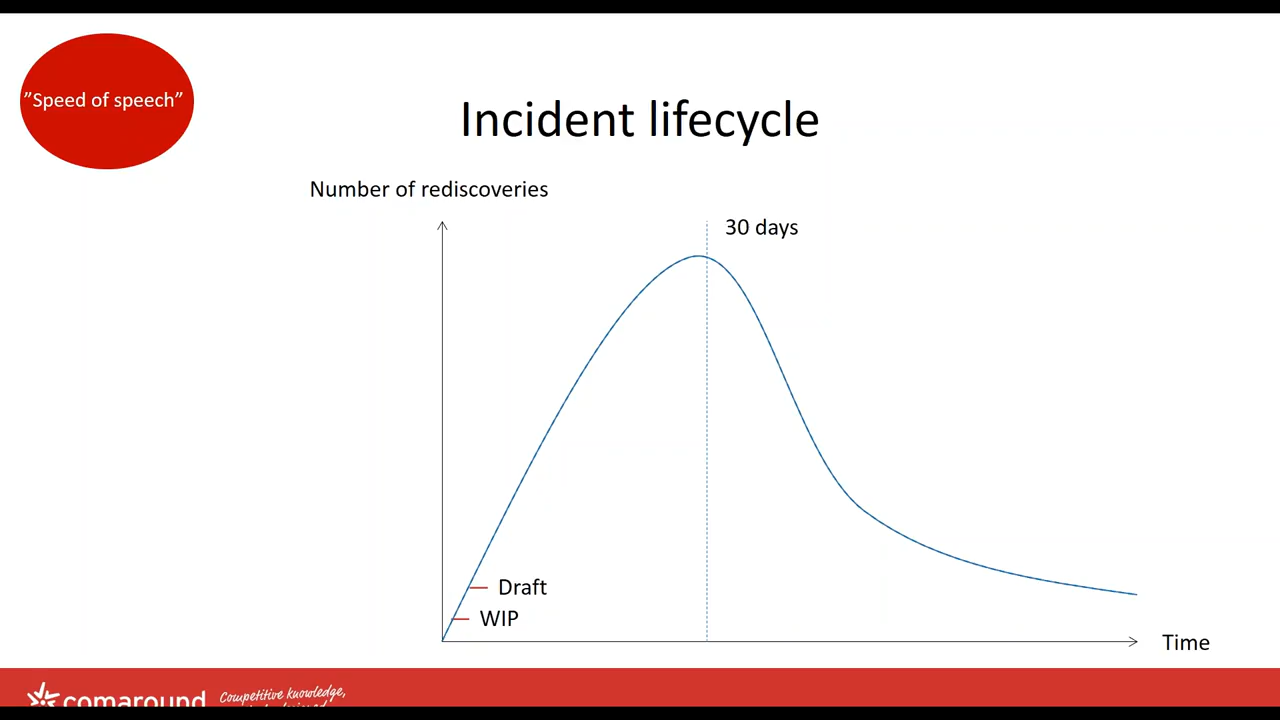 ”Speed of speech”
Incident lifecycle
Number of rediscoveries
30 days
Draft
WIP
Time
comaround
Competitive knowledge,